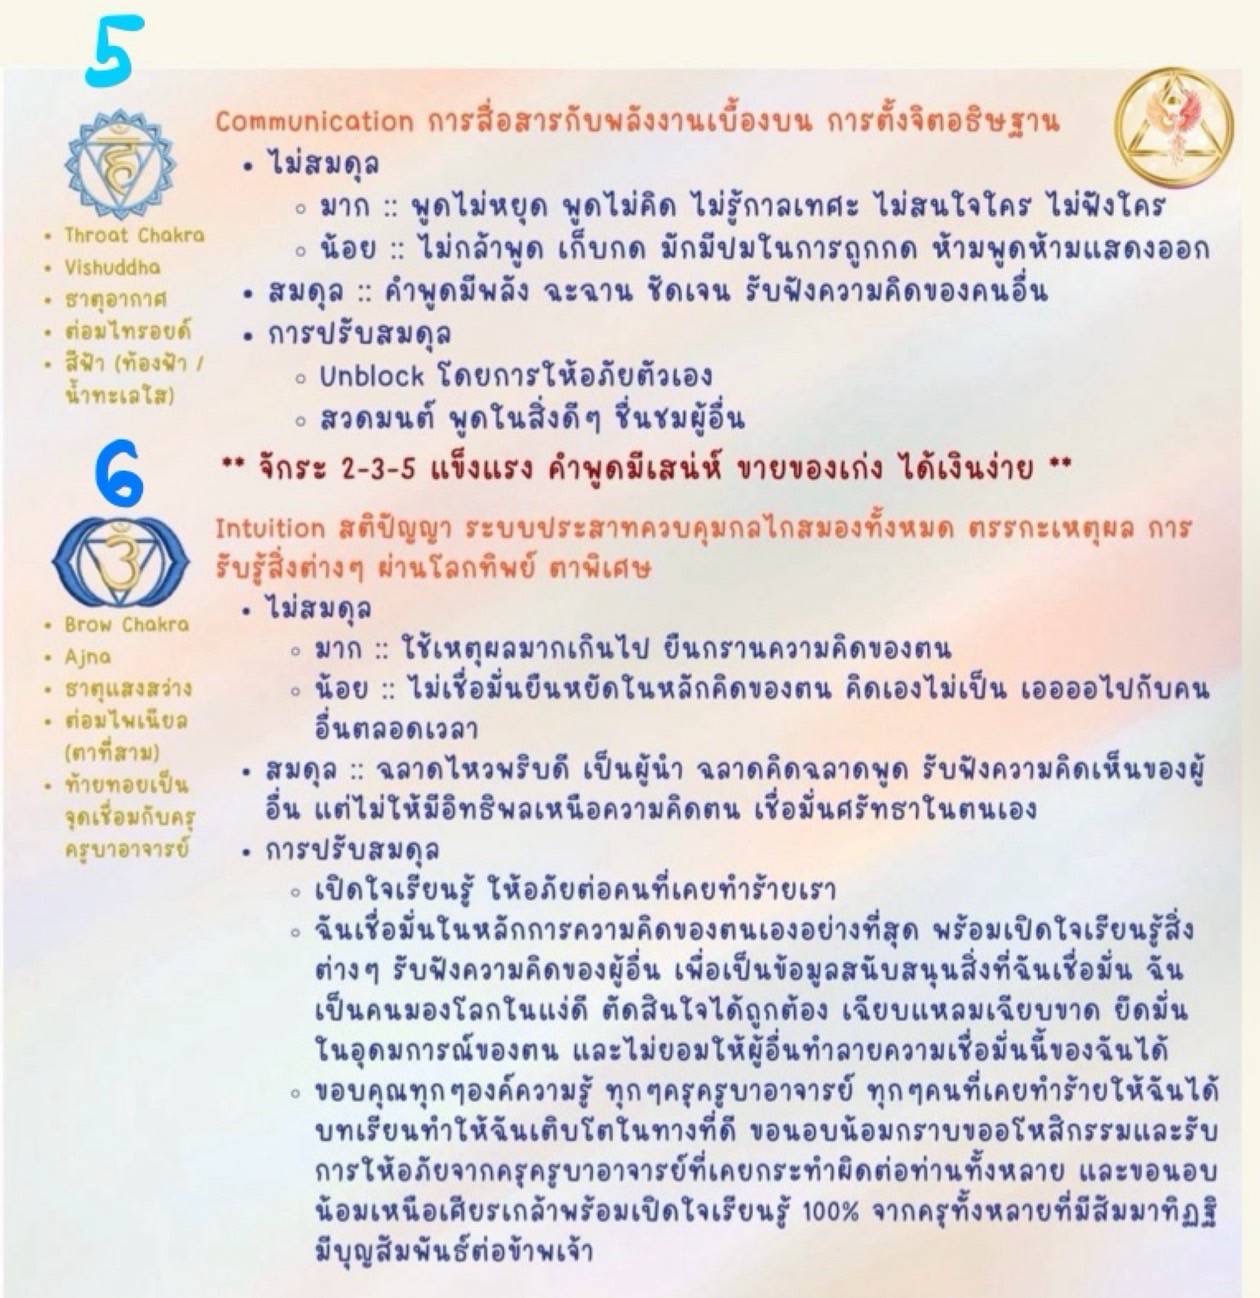 5
Communication การสื่อสารกับพลังงานเบื้องบน การตั้งจิตอธิษฐาน
• ไม่สมดุล
◦ มาก :: พูดไม่หยุด พูดไม่คิด ไม่รู้กาลเทศะ ไม่สนใจใคร ไม่ฟังใคร
◦ น้อย :: ไม่กล้าพูด เก็บกด มักมีปมในการถูกกด ห้ามพูดห้ามแสดงออก
• สมดุล :: คำพูดมีพลัง ฉะฉาน ชัดเจน รับฟังความคิดของคนอื่น
• การปรับสมดุล
◦ Unblock โดยการให้อภัยตัวเอง
◦ สวดมนต์ พูดในสิ่งดีๆ ชื่นชมผู้อื่น
• Throat Chakra
• Vishuddha
• ธาตุอากาศ
• ต่อมไทรอยด์
• สีฟ้า (ท้องฟ้า /
น้ำทะเลใส)
** จักระ 2-3-5 แข็งแรง คำพูดมีเสน่ห์ ขายของเก่ง ได้เงินง่าย **
6
Intuition สติปัญญา ระบบประสาทควบคุมกลไกสมองทั้งหมด ตรรกะเหตุผล การ
รับรู้สิ่งต่างๆ ผ่านโลกทิพย์ ตาพิเศษ
• ไม่สมดุล
◦ มาก :: ใช้เหตุผลมากเกินไป ยืนกรานความคิดของตน
◦ น้อย :: ไม่เชื่อมั่นยืนหยัดในหลักคิดของตน คิดเองไม่เป็น เออออไปกับคน
อื่นตลอดเวลา
• สมดุล :: ฉลาดไหวพริบดี เป็นผู้นำ ฉลาดคิดฉลาดพูด รับฟังความคิดเห็นของผู้
อื่น แต่ไม่ให้มีอิทธิพลเหนือความคิดตน เชื่อมั่นศรัทธาในตนเอง
• การปรับสมดุล
◦ เปิดใจเรียนรู้ ให้อภัยต่อคนที่เคยทำร้ายเรา
◦ ฉันเชื่อมั่นในหลักการความคิดของตนเองอย่างที่สุด พร้อมเปิดใจเรียนรู้สิ่ง
ต่างๆ รับฟังความคิดของผู้อื่น เพื่อเป็นข้อมูลสนับสนุนสิ่งที่ฉันเชื่อมั่น ฉัน
เป็นคนมองโลกในแง่ดี ตัดสินใจได้ถูกต้อง เฉียบแหลมเฉียบขาด ยึดมั่น
ในอุดมการณ์ของตน และไม่ยอมให้ผู้อื่นทำลายความเชื่อมั่นนี้ของฉันได้
◦ ขอบคุณทุกๆองค์ความรู้ ทุกๆครุครูบาอาจารย์ ทุกๆคนที่เคยทำร้ายให้ฉันได้
บทเรียนทำให้ฉันเติบโตในทางที่ดี ขอนอบน้อมกราบขออโหสิกรรมและรับ
การให้อภัยจากครุครูบาอาจารย์ที่เคยกระทำผิดต่อท่านทั้งหลาย และขอนอบ
น้อมเหนือเศียรเกล้าพร้อมเปิดใจเรียนรู้ 100% จากครุทั้งหลายที่มีสัมมาทิฏฐิ
มีบุญสัมพันธ์ต่อข้าพเจ้า
• Brow Chakra
• Ajna
• ธาตุแสงสว่าง
• ต่อมไพเนียล
(ตาที่สาม)
• ท้ายทอยเป็น
จุดเชื่อมกับครุ
ครูบาอาจารย์